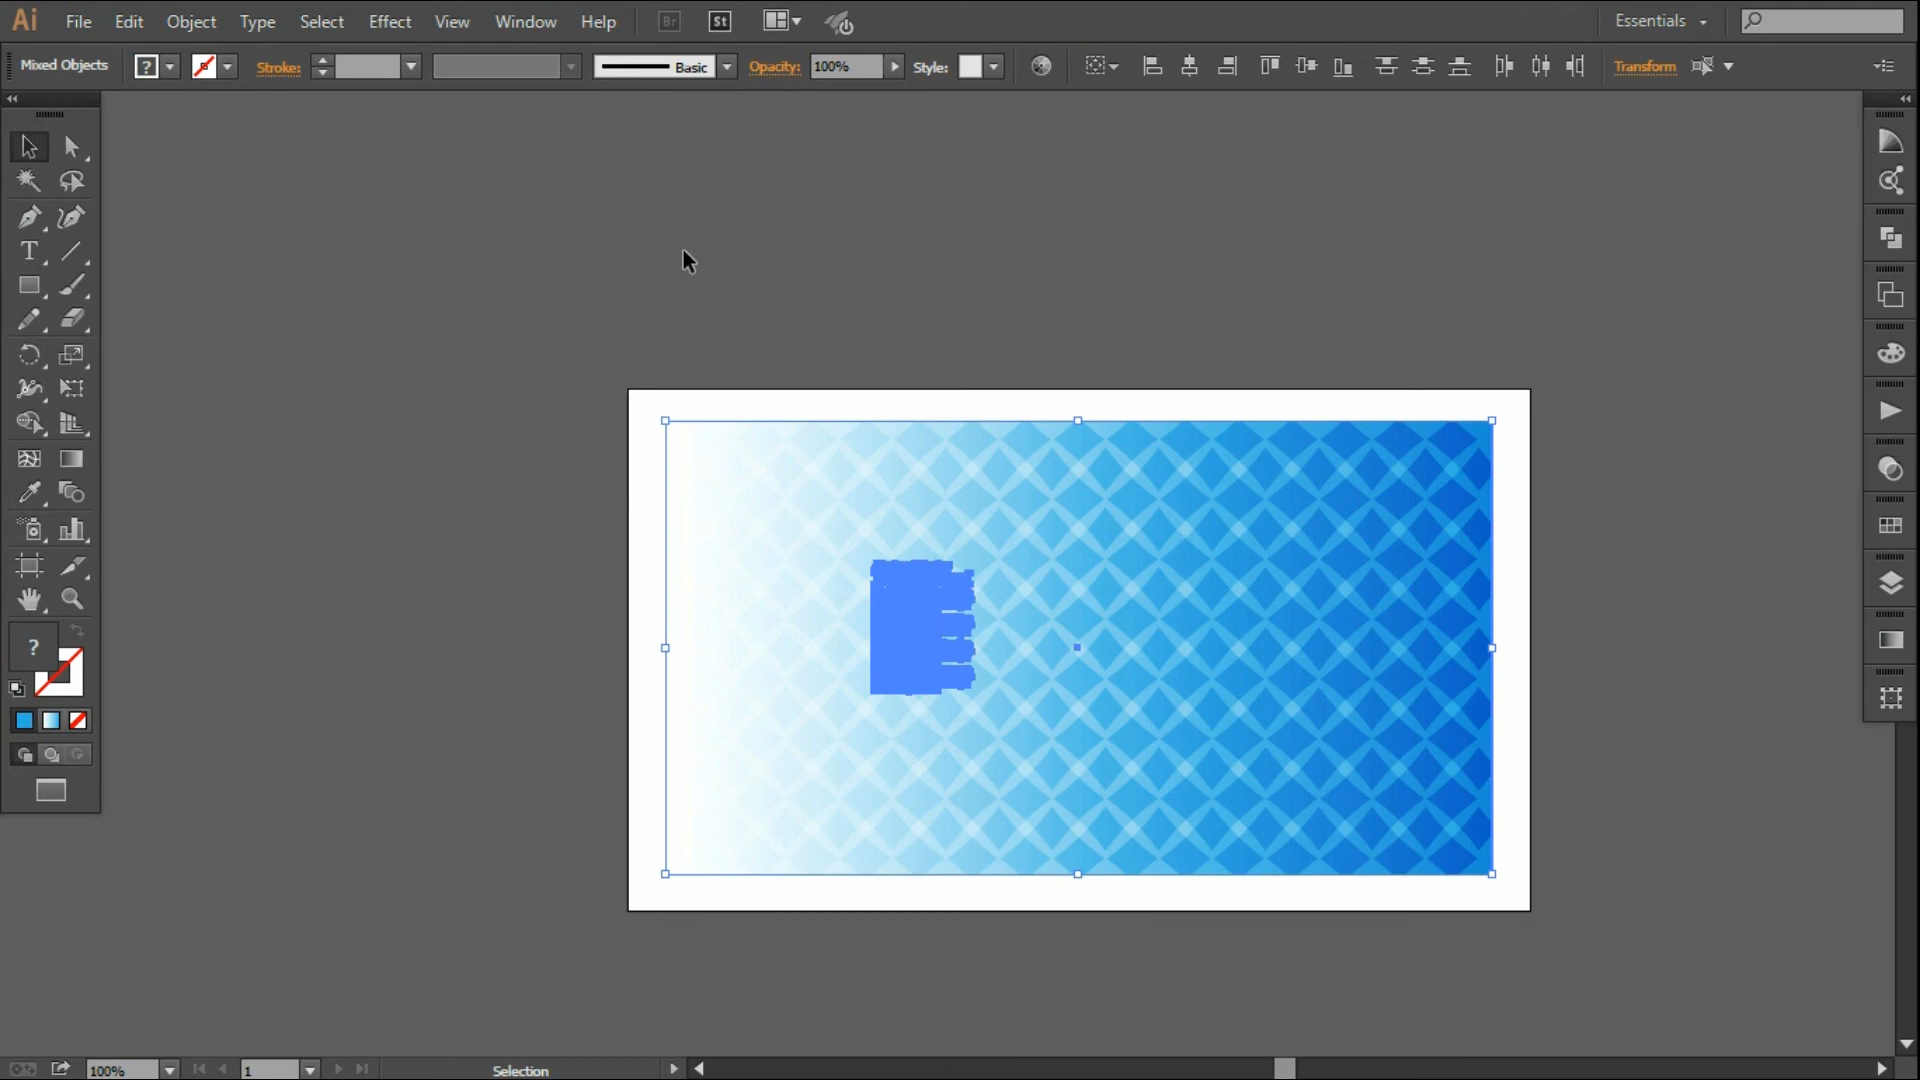 Ai File Edit Object Type Select Effect View Window Help Br St Essentials
Mixed Objects ? Stroke: Basic Opacity: 100% Style: Transform
T
?
100% 1 Selection